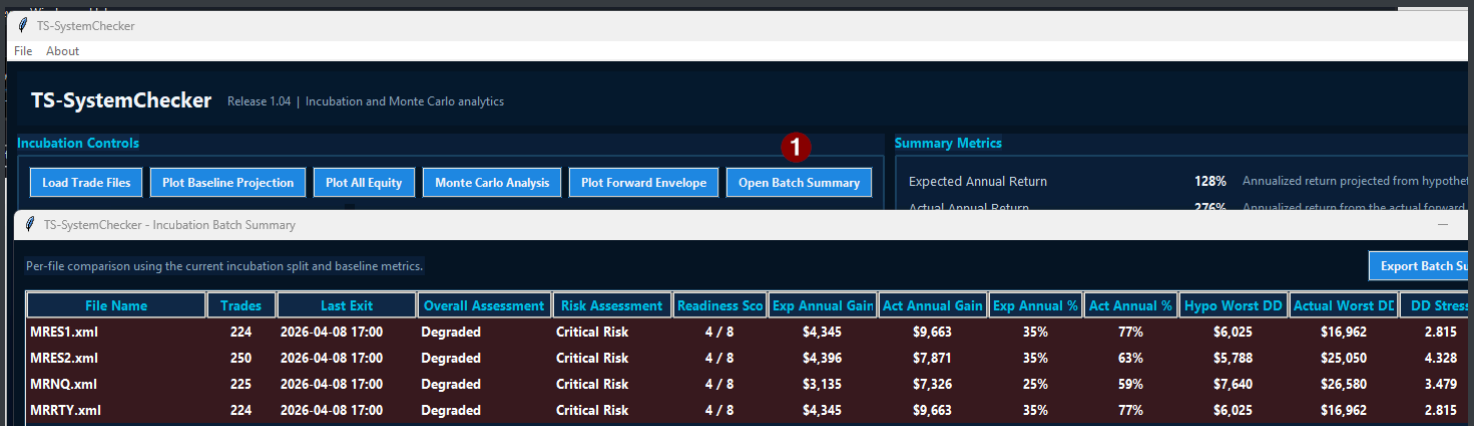 TS-SystemChecker
File About
TS-SystemChecker Release 1.04 | Incubation and Monte Carlo analytics
Incubation Controls
1
Summary Metrics
Load Trade Files Plot Baseline Projection Plot All Equity Monte Carlo Analysis Plot Forward Envelope Open Batch Summary
Expected Annual Return 128% Annualized return projected from
Actual Annual Return 276% Annualized return from the actual forward
TS-SystemChecker - Incubation Batch Summary
Per-file comparison using the current incubation split and baseline metrics.
Export Batch Su
File Name Trades Last Exit Overall Assessment Risk Assessment Readiness Sco Exp Annual Gain Act Annual Gain Exp Annual % Act Annual % Hypo Worst DD Actual Worst DD DD Stress
MRES1.xml 224 2026-04-08 17:00 Degraded Critical Risk 4 / 8 $4,345 $9,663 35% 77% $6,025 $16,962 2.815
MRES2.xml 250 2026-04-08 17:00 Degraded Critical Risk 4 / 8 $4,396 $7,871 35% 63% $5,788 $25,050 4.328
MRNQ.xml 225 2026-04-08 17:00 Degraded Critical Risk 4 / 8 $3,135 $7,326 25% 59% $7,640 $26,580 3.479
MRRTY.xml 224 2026-04-08 17:00 Degraded Critical Risk 4 / 8 $4,345 $9,663 35% 77% $6,025 $16,962 2.815